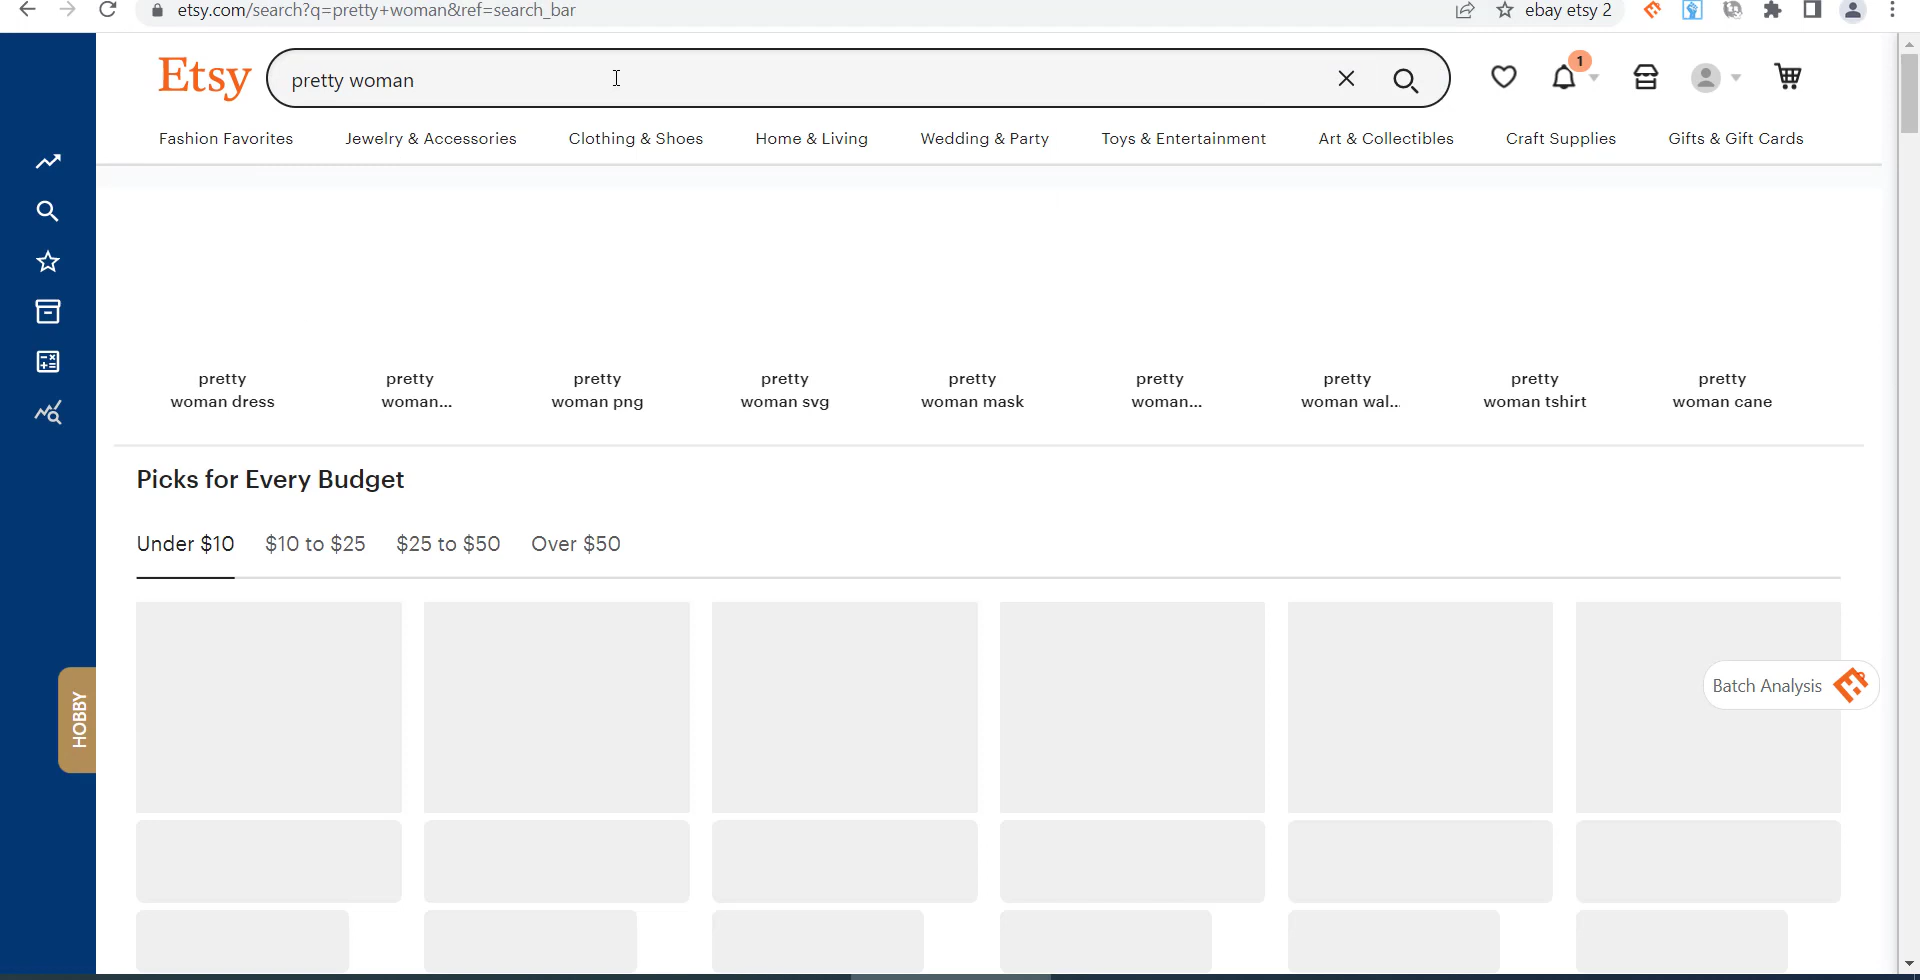 etsy.com/search?q=pretty+woman&ref=search_bar
ebay etsy 2
Etsy
pretty woman
1
Fashion Favorites
Jewelry & Accessories
Clothing & Shoes
Home & Living
Wedding & Party
Toys & Entertainment
Art & Collectibles
Craft Supplies
Gifts & Gift Cards
pretty
woman dress
pretty
woman...
pretty
woman png
pretty
woman svg
pretty
woman mask
pretty
woman...
pretty
woman wal...
pretty
woman tshirt
pretty
woman cane
Picks for Every Budget
Under $10
$10 to $25
$25 to $50
Over $50
HOBBY
Batch Analysis